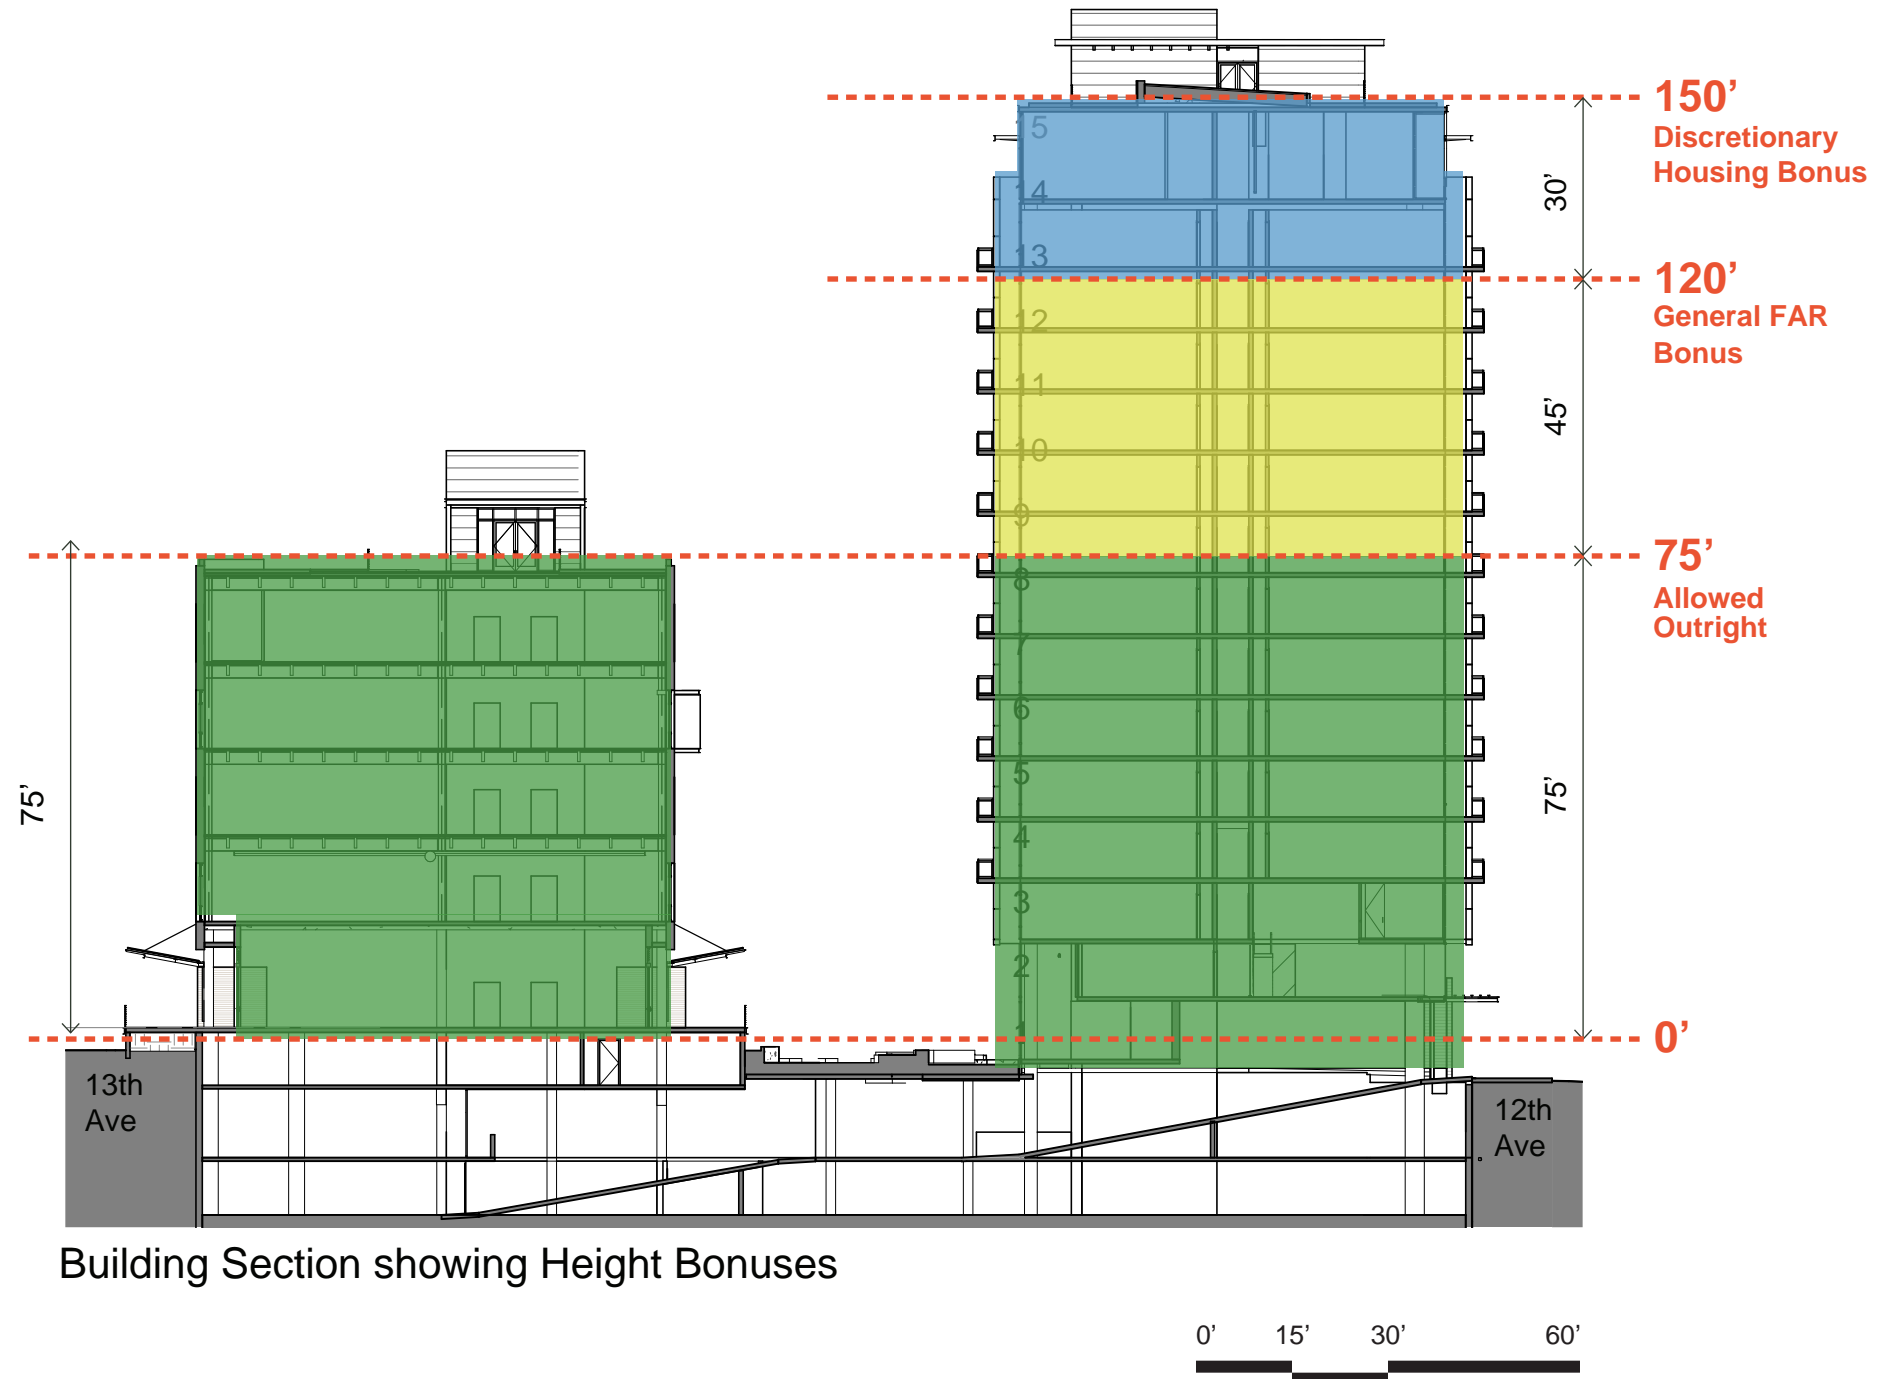 150’
Discretionary
Housing Bonus
30’
120’
General FAR
Bonus
45’
75’
Allowed
Outright
75’
75’
0’
15
14
13
12
11
10
9
8
7
6
5
4
3
2
1
13th
Ave
12th
Ave
Building Section showing Height Bonuses
0’ 15’ 30’ 60’